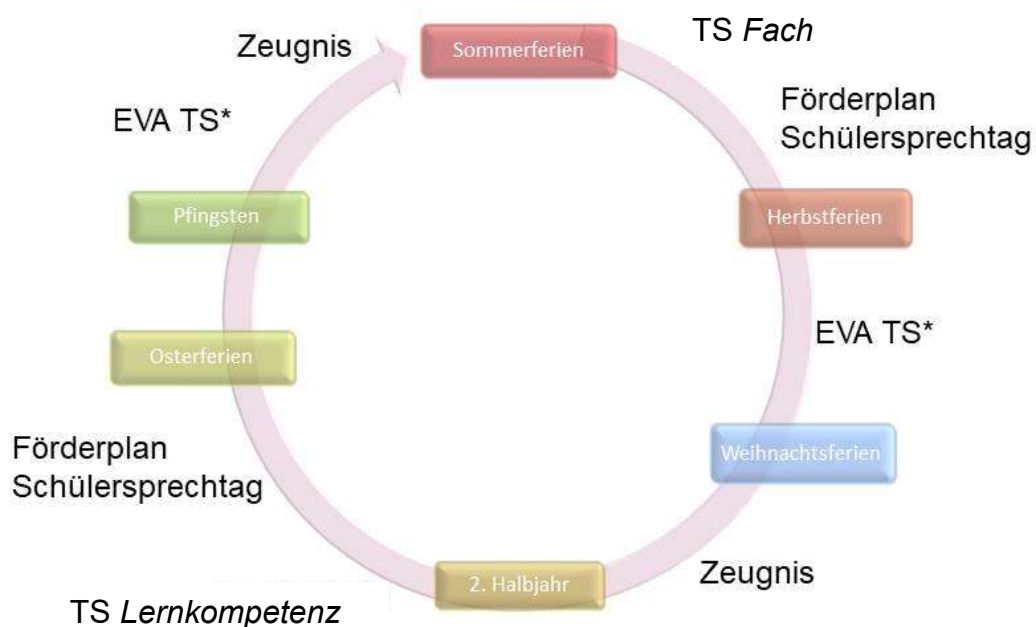 Zeugnis
Sommerferien
TS Fach
EVA TS*
Förderplan
Schülersprechtag
Pfingsten
Herbstferien
EVA TS*
Osterferien
Förderplan
Schülersprechtag
Weihnachtsferien
2. Halbjahr
Zeugnis
TS Lernkompetenz